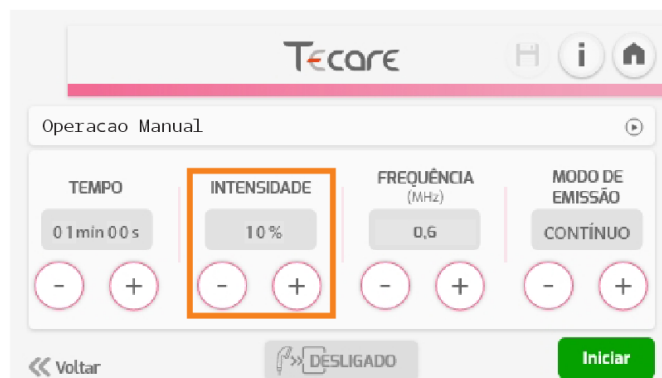 Tecare
H i
Operacao Manual
TEMPO INTENSIDADE FREQUÊNCIA MODO DE
(MHz) EMISSÃO
01min00s 10% 0,6 CONTÍNUO
- + - + - + - +
Voltar DESLIGADO Iniciar